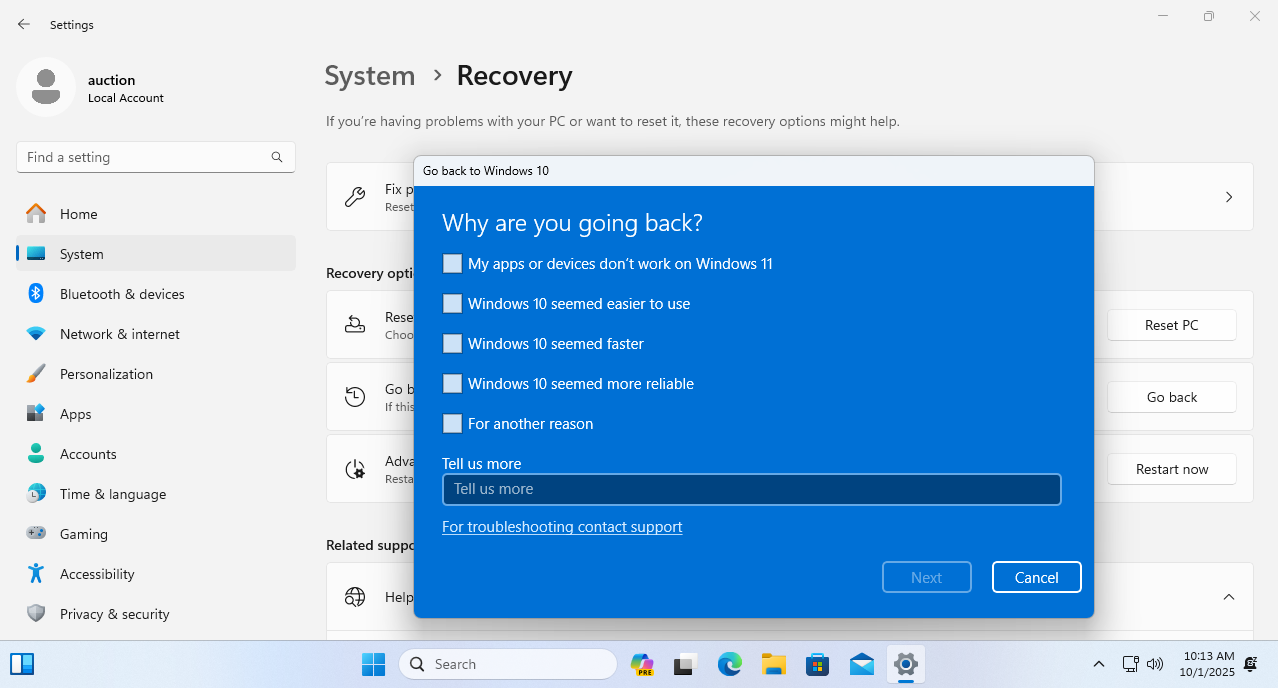 Settings
auction
Local Account
Find a setting
Home
System
Bluetooth & devices
Network & internet
Personalization
Apps
Accounts
Time & language
Gaming
Accessibility
Privacy & security
System > Recovery
If you're having problems with your PC or want to reset it, these recovery options might help.
Fix p
Reset
Recovery opti
Rese
Choo
Reset PC
Go b
If this
Go back
Adva
Resta
Restart now
Related suppo
Help
Go back to Windows 10
Why are you going back?
My apps or devices don't work on Windows 11
Windows 10 seemed easier to use
Windows 10 seemed faster
Windows 10 seemed more reliable
For another reason
Tell us more
Tell us more
For troubleshooting contact support
Next
Cancel
Search
PRE
10:13 AM
10/1/2025